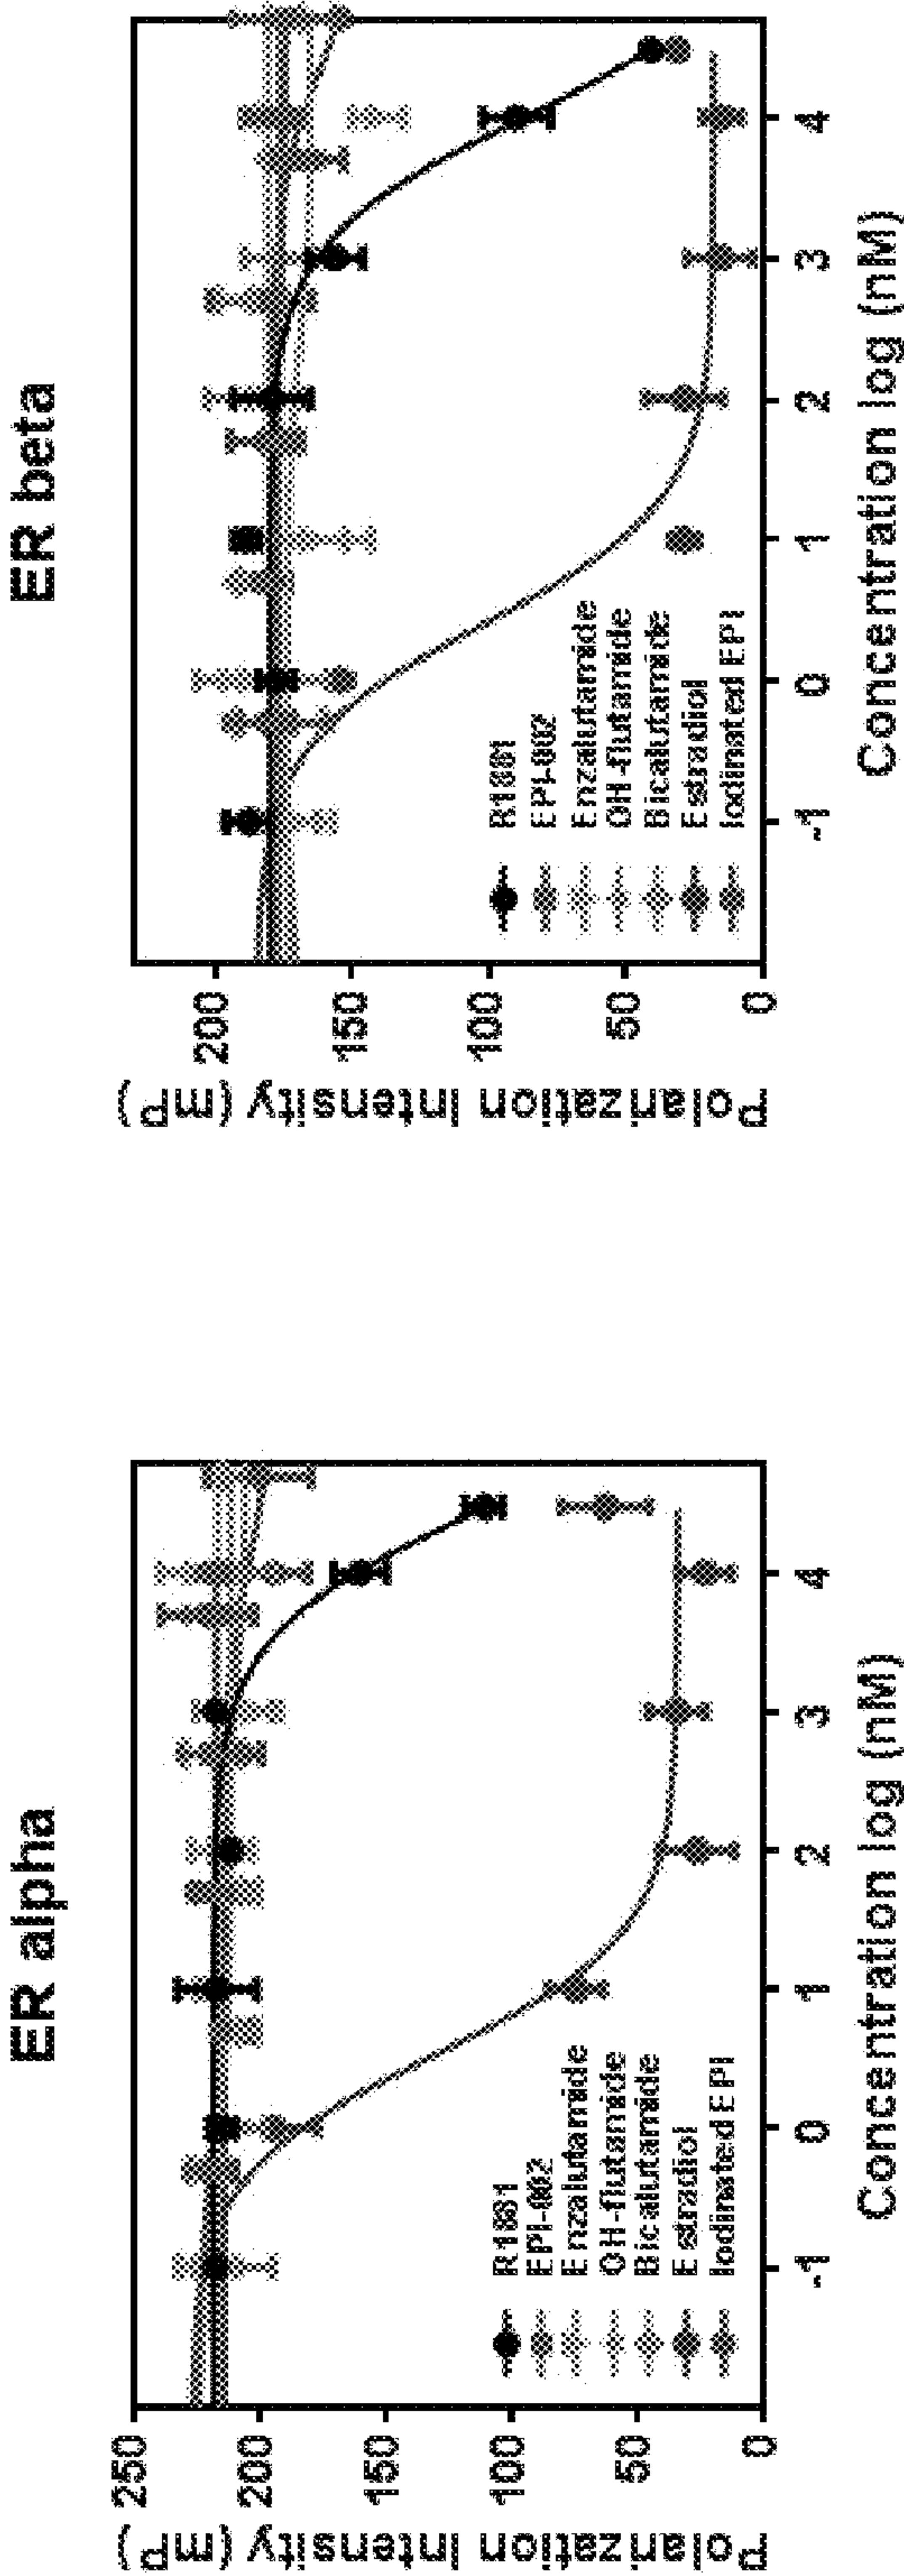 ER alpha
Polarization Intensity (mP)
250
200
150
100
50
0
R1881
EPI-002
Enzalutamide
OH-flutamide
Bicalutamide
Estradiol
Iodinated EPI
-1 0 1 2 3 4
Concentration log (nM)
ER beta
Polarization Intensity (mP)
200
150
100
50
0
R1881
EPI-002
Enzalutamide
OH-flutamide
Bicalutamide
Estradiol
Iodinated EPI
-1 0 1 2 3 4
Concentration log (nM)